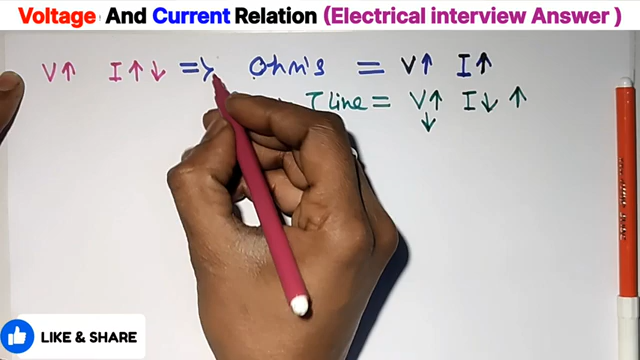 Voltage And Current Relation (Electrical interview Answer )
V↑ I↑↓ => Ohm's = V↑ I↑
T Line = V↑ I↓ ↑
↓
LIKE & SHARE